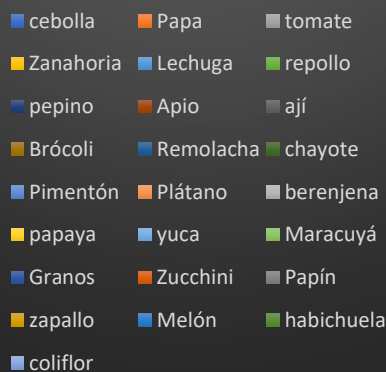 cebolla Papa tomate
Zanahoria Lechuga repollo
pepino Apio ají
Brócoli Remolacha chayote
Pimentón Plátano berenjena
papaya yuca Maracuyá
Granos Zucchini Papín
zapallo Melón habichuela
coliflor